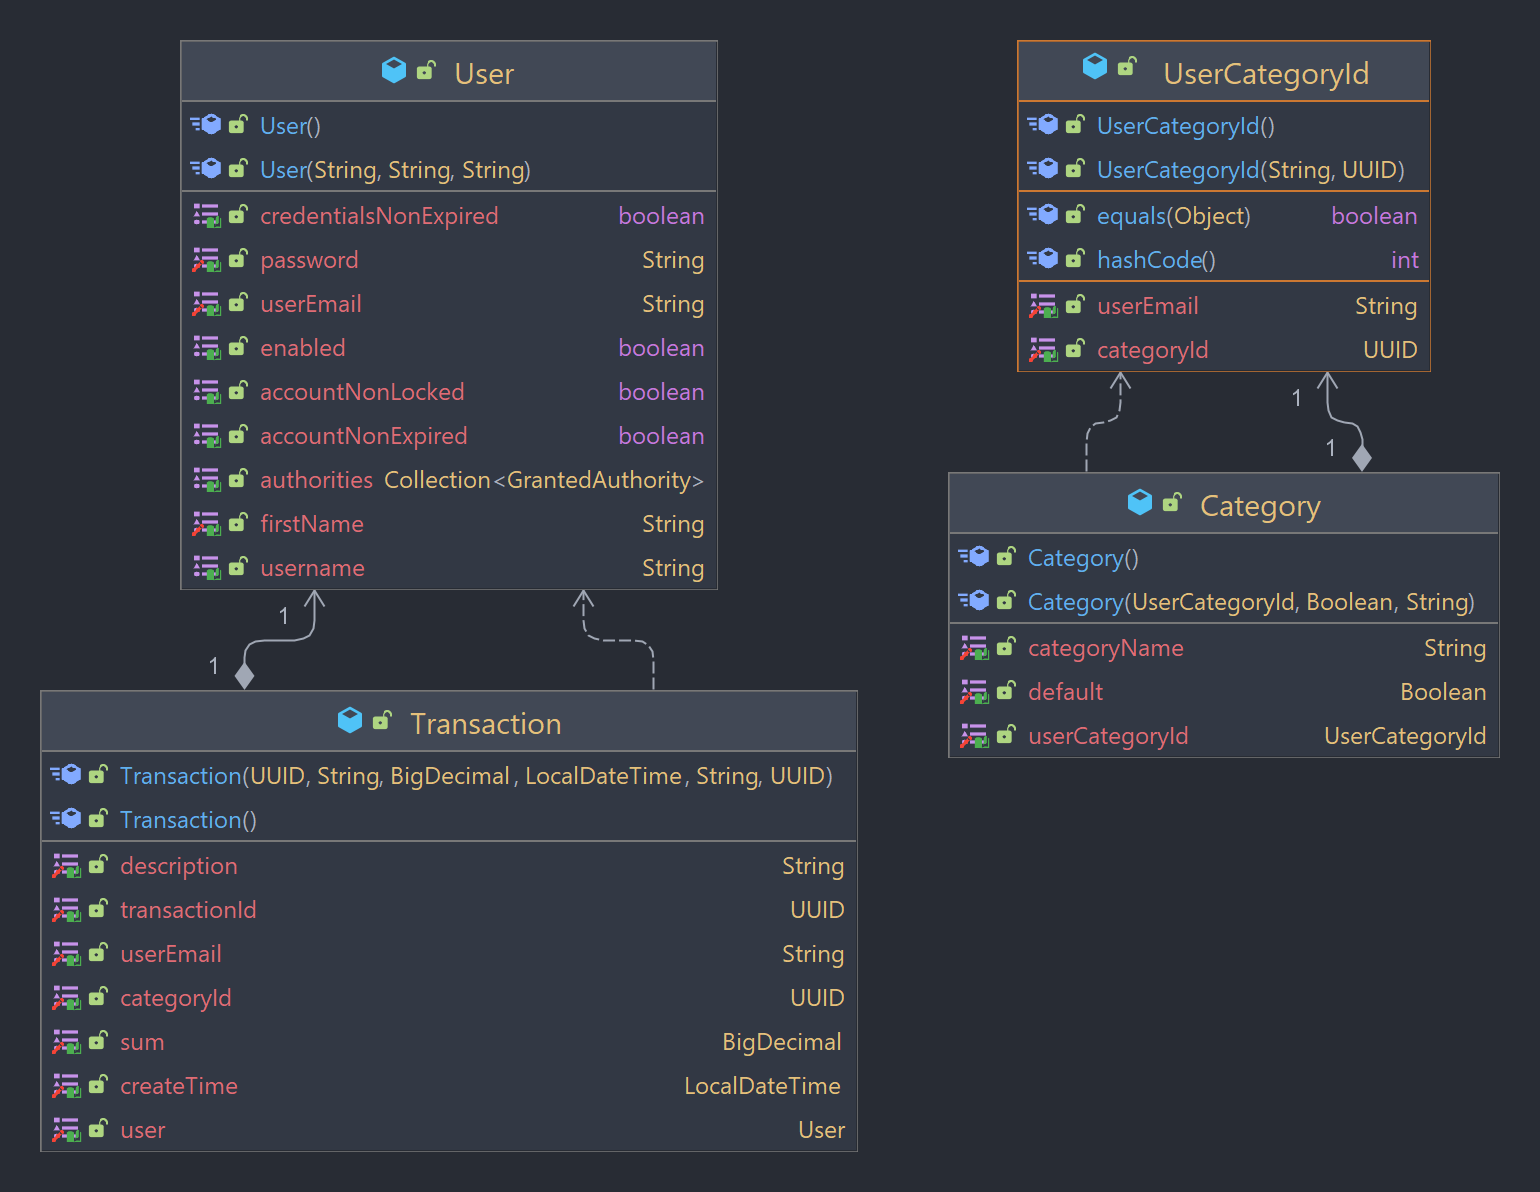 User
User()
User(String, String, String)
credentialsNonExpired boolean
password String
userEmail String
enabled boolean
accountNonLocked boolean
accountNonExpired boolean
authorities Collection<GrantedAuthority>
firstName String
username String
1
1
Transaction
Transaction(UUID, String, BigDecimal, LocalDateTime, String, UUID)
Transaction()
description String
transactionId UUID
userEmail String
categoryId UUID
sum BigDecimal
createTime LocalDateTime
user User
UserCategoryId
UserCategoryId()
UserCategoryId(String, UUID)
equals(Object) boolean
hashCode() int
userEmail String
categoryId UUID
1
1
Category
Category()
Category(UserCategoryId, Boolean, String)
categoryName String
default Boolean
userCategoryId UserCategoryId